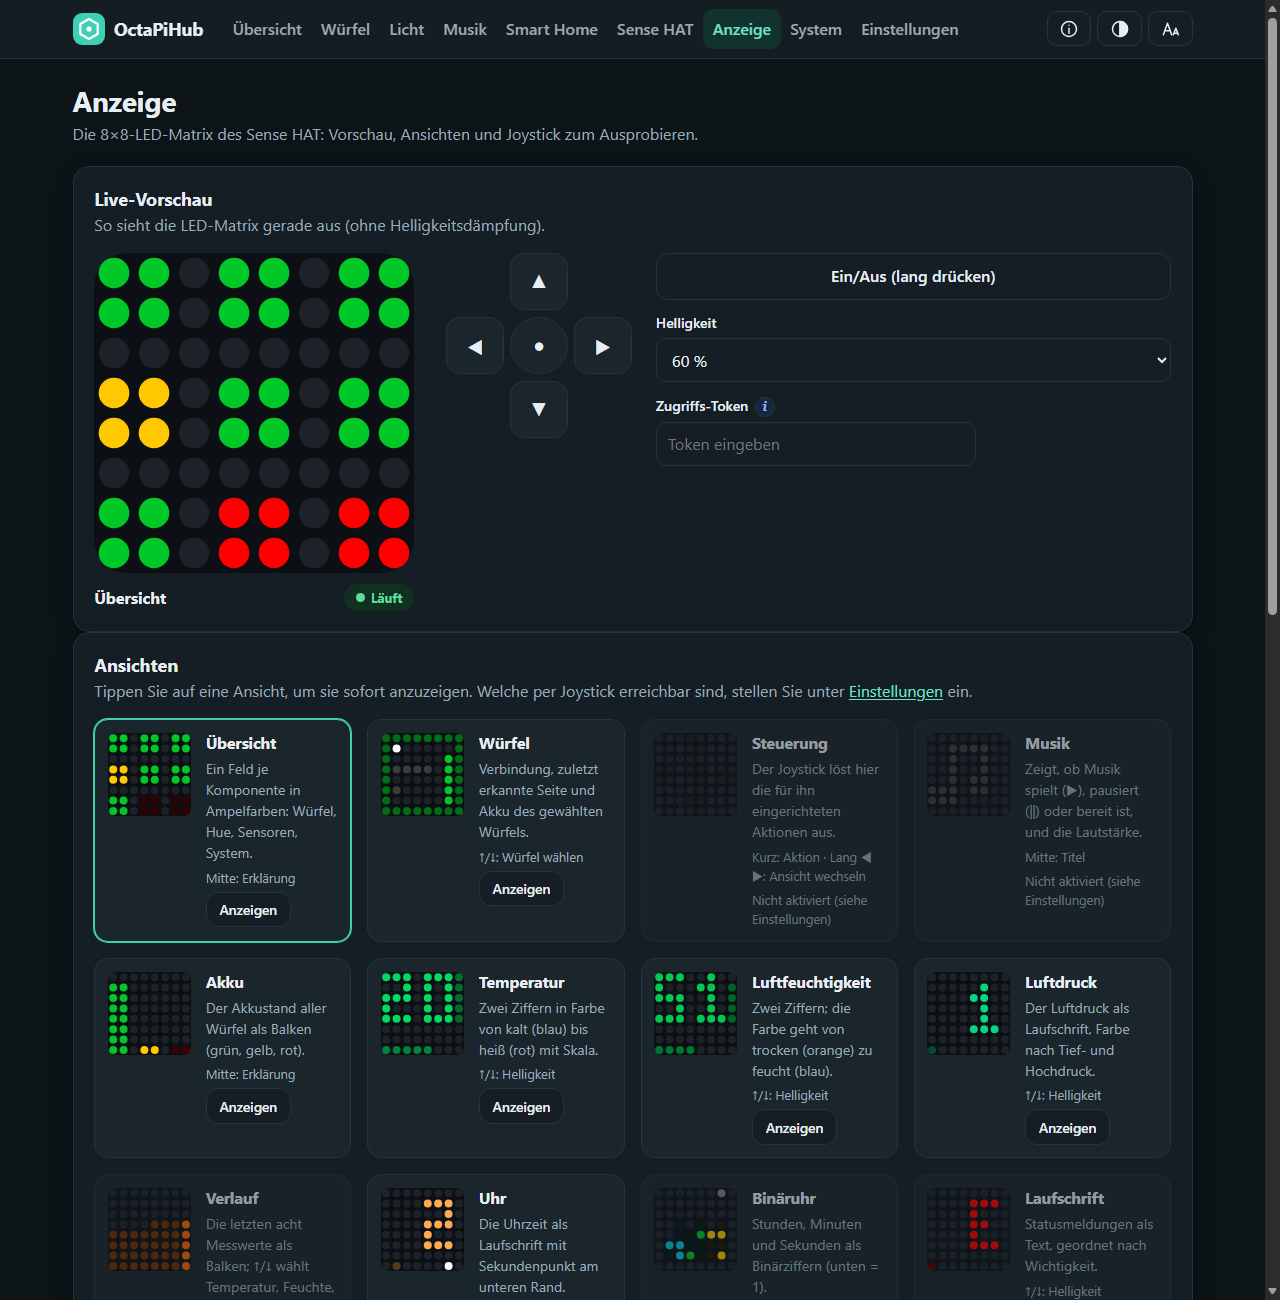 OctaPiHub
Übersicht
Würfel
Licht
Musik
Smart Home
Sense HAT
Anzeige
System
Einstellungen
Anzeige
Die 8×8-LED-Matrix des Sense HAT: Vorschau, Ansichten und Joystick zum Ausprobieren.
Live-Vorschau
So sieht die LED-Matrix gerade aus (ohne Helligkeitsdämpfung).
Ein/Aus (lang drücken)
Helligkeit
60 %
Zugriffs-Token
Token eingeben
Übersicht
Läuft
Ansichten
Tippen Sie auf eine Ansicht, um sie sofort anzuzeigen. Welche per Joystick erreichbar sind, stellen Sie unter Einstellungen ein.
Übersicht
Ein Feld je
Komponente in
Ampelfarben: Würfel,
Hue, Sensoren,
System.
Mitte: Erklärung
Anzeigen
Würfel
Verbindung, zuletzt
erkannte Seite und
Akku des gewählten
Würfels.
↑/↓: Würfel wählen
Anzeigen
Steuerung
Der Joystick löst hier
die für ihn
eingerichteten
Aktionen aus.
Kurz: Aktion · Lang ◀
▶: Ansicht wechseln
Nicht aktiviert (siehe
Einstellungen)
Musik
Zeigt, ob Musik
spielt (▶), pausiert
(‖) oder bereit ist,
und die Lautstärke.
Mitte: Titel
Nicht aktiviert (siehe
Einstellungen)
Akku
Der Akkustand aller
Würfel als Balken
(grün, gelb, rot).
Mitte: Erklärung
Anzeigen
Temperatur
Zwei Ziffern in Farbe
von kalt (blau) bis
heiß (rot) mit Skala.
↑/↓: Helligkeit
Anzeigen
Luftfeuchtigkeit
Zwei Ziffern; die
Farbe geht von
trocken (orange) zu
feucht (blau).
↑/↓: Helligkeit
Anzeigen
Luftdruck
Der Luftdruck als
Laufschrift, Farbe
nach Tief- und
Hochdruck.
↑/↓: Helligkeit
Anzeigen
Verlauf
Die letzten acht
Messwerte als
Balken; ↑/↓ wählt
Temperatur, Feuchte,
Uhr
Die Uhrzeit als
Laufschrift mit
Sekundenpunkt am
unteren Rand.
Binäruhr
Stunden, Minuten
und Sekunden als
Binärziffern (unten =
1).
Laufschrift
Statusmeldungen als
Text, geordnet nach
Wichtigkeit.
↑/↓: Helligkeit